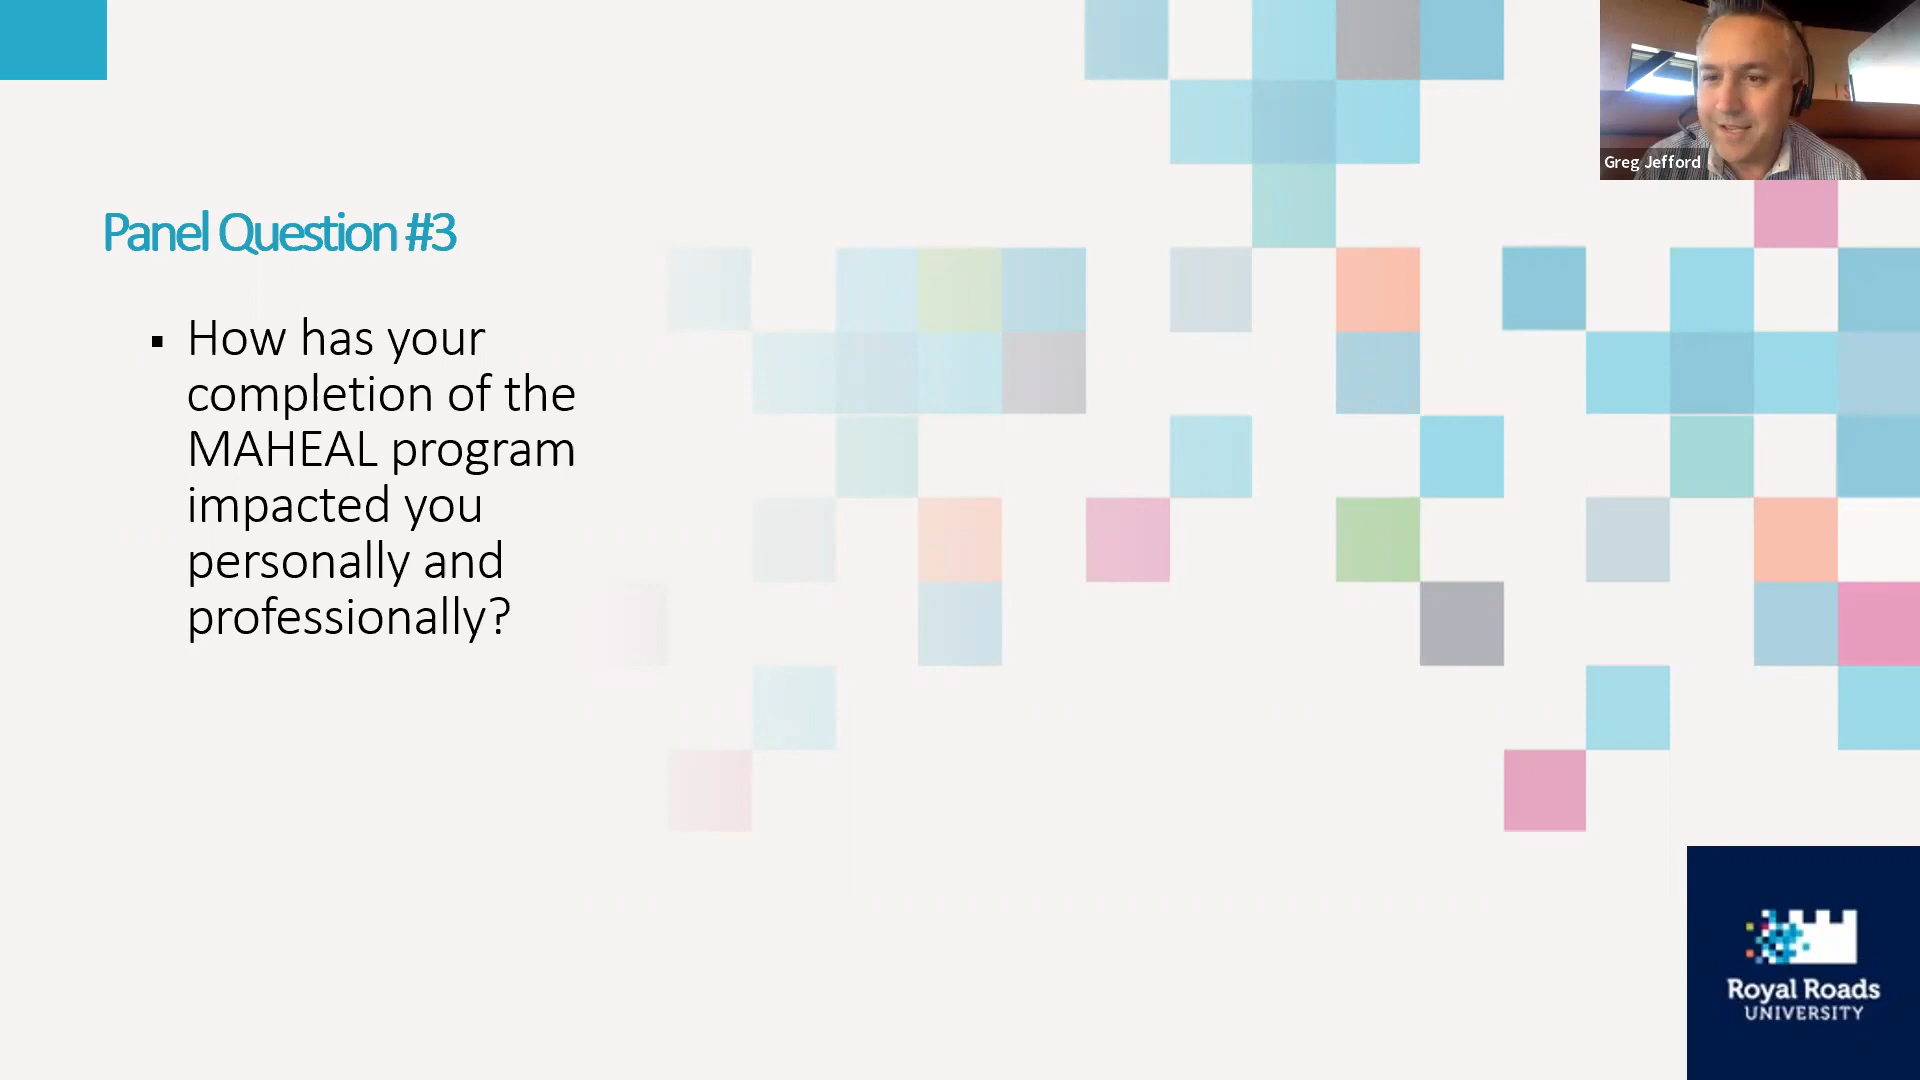 Greg Jefford
Panel Question #3
▪ How has your
completion of the
MAHEAL program
impacted you
personally and
professionally?
Royal Roads
UNIVERSITY